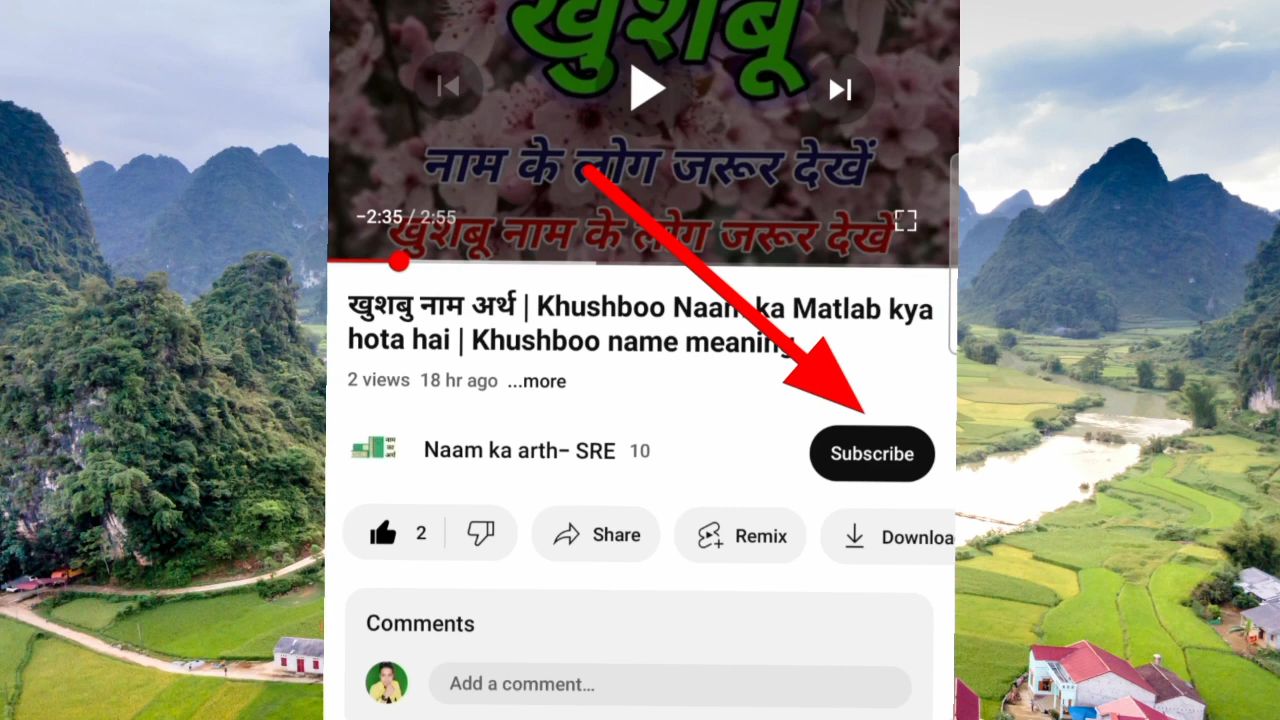 खुशबू
नाम के लोग जरूर देखें
-2:35 / 2:55
खुशबू नाम के लोग जरूर देखें
खुशबु नाम अर्थ | Khushboo Naam ka Matlab kya
hota hai | Khushboo name meaning
2 views 18 hr ago ...more
Naam ka arth- SRE 10
Subscribe
2 Share Remix Downloa
Comments
Add a comment...